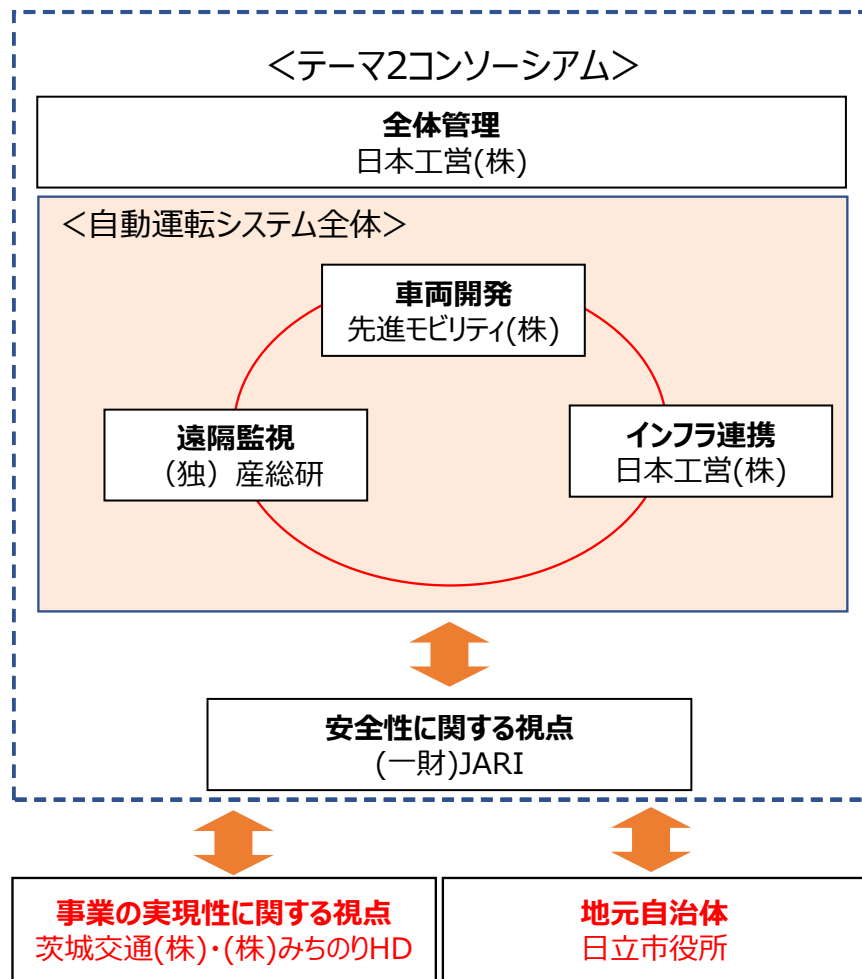 ＜テーマ2コンソーシアム＞
全体管理
日本工営(株)
＜自動運転システム全体＞
車両開発
先進モビリティ(株)
遠隔監視
（独）産総研
インフラ連携
日本工営(株)
安全性に関する視点
(一財)JARI
事業の実現性に関する視点
茨城交通(株)・(株)みちのりHD
地元自治体
日立市役所